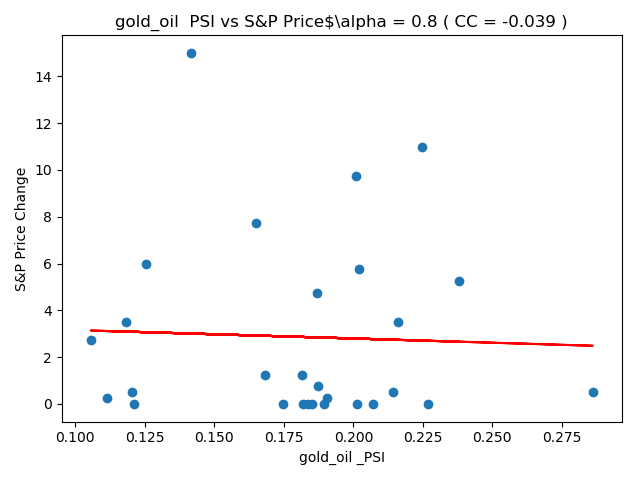 gold_oil  PSI vs S&P Price$\alpha = 0.8 ( CC = -0.039 )
14
12
10
8
6
4
2
0
S&P Price Change
0.100 0.125 0.150 0.175 0.200 0.225 0.250 0.275
gold_oil _PSI